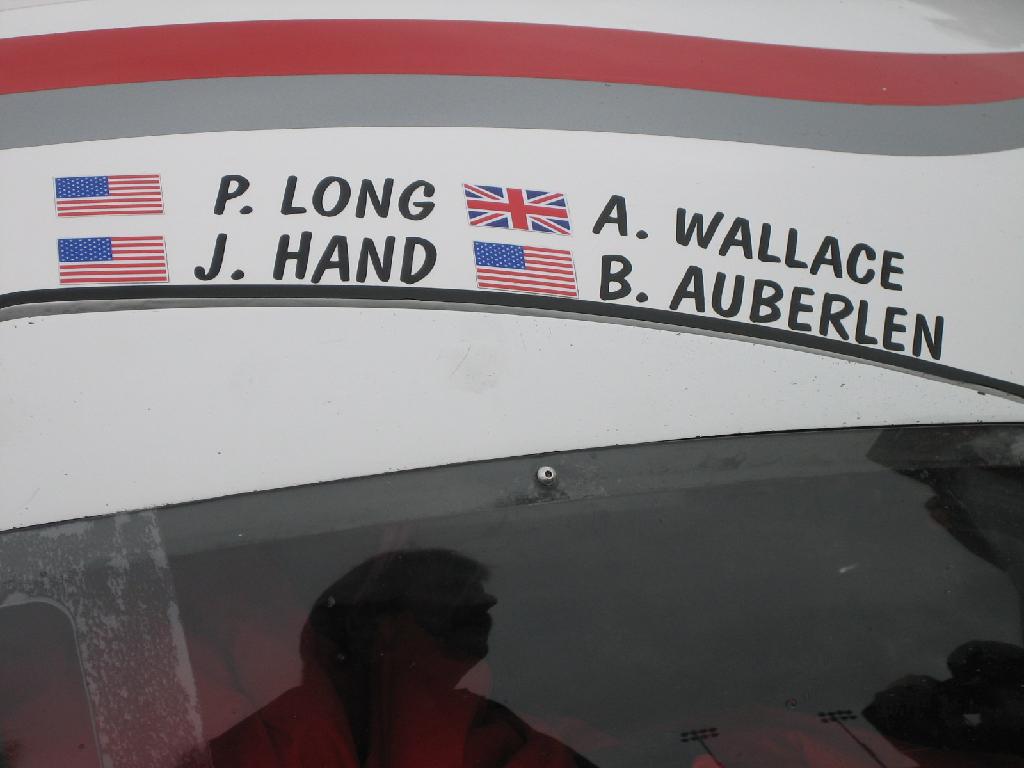 P. LONG
J. HAND
A. WALLACE
B. AUBERLEN